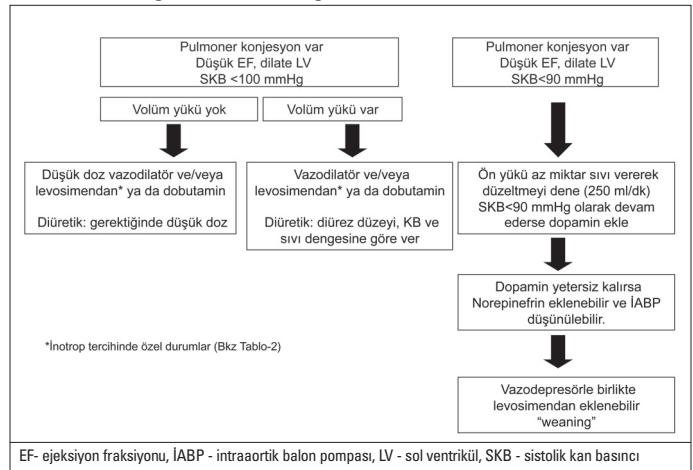 Pulmoner konjesyon var
Düşük EF, dilate LV
SKB <100 mmHg
Volüm yükü yok
Volüm yükü var
Düşük doz vazodilatör ve/veya
levosimendan* ya da dobutamin
Diüretik: gerektiğinde düşük doz
Vazodilatör ve/veya
levosimendan* ya da dobutamin
Diüretik: diürez düzeyi, KB ve
sıvı dengesine göre ver
Pulmoner konjesyon var
Düşük EF, dilate LV
SKB<90 mmHg
Ön yükü az miktar sıvı vererek
düzeltmeyi dene (250 ml/dk)
SKB<90 mmHg olarak devam
ederse dopamin ekle
Dopamin yetersiz kalırsa
Norepinefrin eklenebilir ve İABP
düşünülebilir.
Vazodepresörle birlikte
levosimendan eklenebilir
“weaning”
*İnotrop tercihinde özel durumlar (Bkz Tablo-2)
EF- ejeksiyon fraksiyonu, İABP - intraaortik balon pompası, LV - sol ventrikül, SKB - sistolik kan basıncı